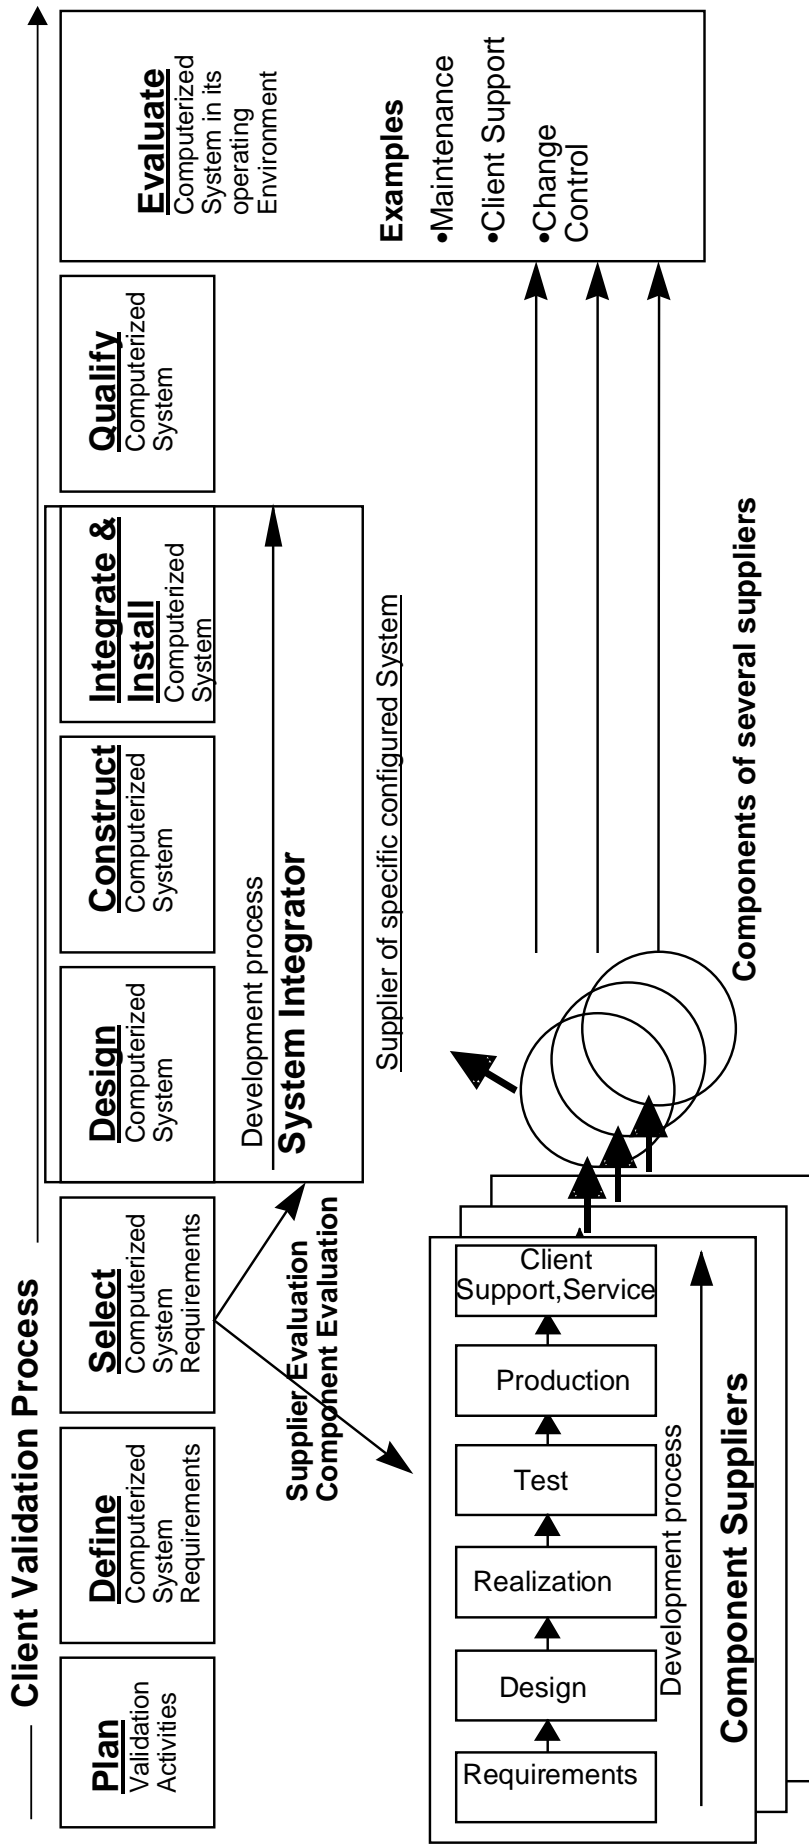 Client Validation Process
Plan
Validation
Activities
Define
Computerized
System
Requirements
Select
Computerized
System
Requirements
Design
Computerized
System
Construct
Computerized
System
Integrate &
Install
Computerized
System
Qualify
Computerized
System
Evaluate
Computerized
System in its
operating
Environment
Examples
•Maintenance
•Client Support
•Change
Control
Development process
System Integrator
Supplier of specific configured System
Supplier Evaluation
Component Evaluation
Requirements
Design
Realization
Test
Production
Client
Support,Service
Development process
Component Suppliers
Components of several suppliers